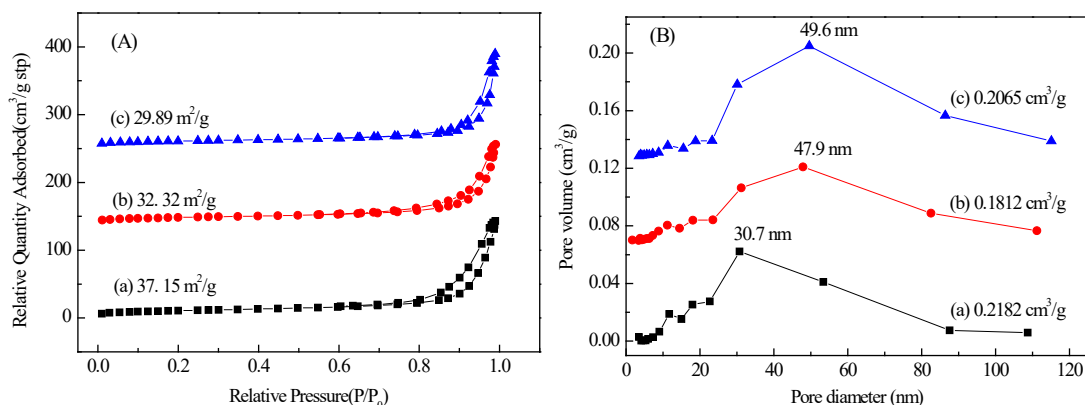 (A)
400
300
200
100
0
0.0 0.2 0.4 0.6 0.8 1.0
Relative Quantity Adsorbed(cm³/g stp)
Relative Pressure(P/P₀)
(c) 29.89 m²/g
(b) 32. 32 m²/g
(a) 37. 15 m²/g
(B)
0.20
0.16
0.12
0.08
0.04
0.00
0 20 40 60 80 100 120
Pore volume (cm³/g)
Pore diameter (nm)
49.6 nm
(c) 0.2065 cm³/g
47.9 nm
(b) 0.1812 cm³/g
30.7 nm
(a) 0.2182 cm³/g